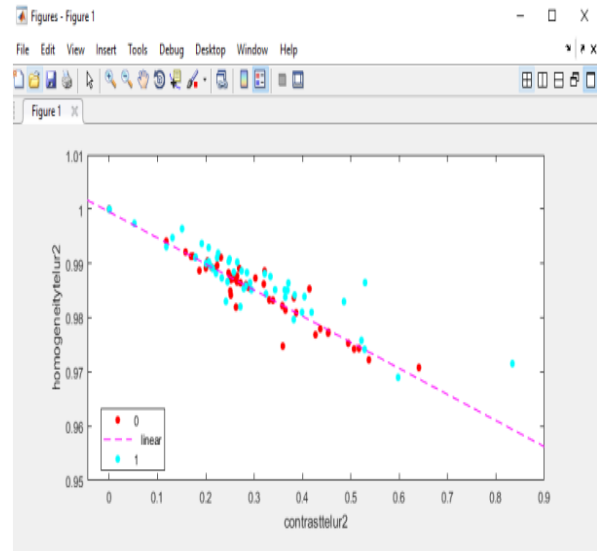 Figures - Figure 1
File Edit View Insert Tools Debug Desktop Window Help
Figure 1
1.01
1
0.99
0.98
0.97
0.96
0.95
homogeneitytelur2
0
linear
1
0 0.1 0.2 0.3 0.4 0.5 0.6 0.7 0.8 0.9
contrasttelur2